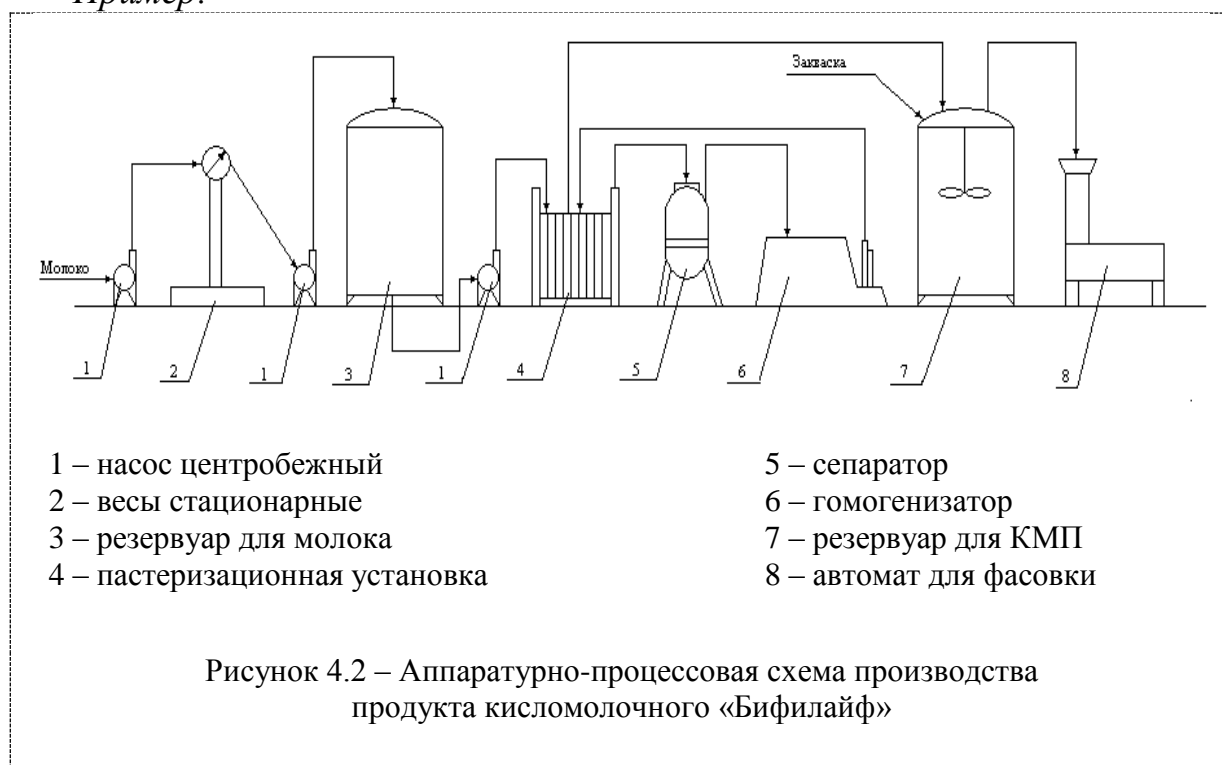 Пример:
Закваска
Молоко
1 2 1 3 1 4 5 6 7 8
1 – насос центробежный
2 – весы стационарные
3 – резервуар для молока
4 – пастеризационная установка
5 – сепаратор
6 – гомогенизатор
7 – резервуар для КМП
8 – автомат для фасовки
Рисунок 4.2 – Аппаратурно-процессовая схема производства
продукта кисломолочного «Бифилайф»